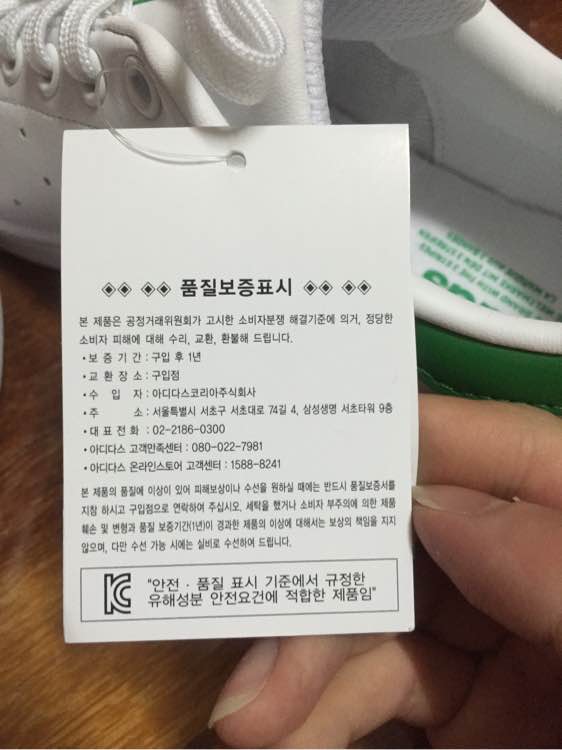 ◈◈ ◈◈ 품질보증표시 ◈◈ ◈◈
본 제품은 공정거래위원회가 고시한 소비자분쟁 해결기준에 의거, 정당한
소비자 피해에 대해 수리, 교환, 환불해 드립니다.
• 보 증 기 간 : 구입 후 1년
• 교 환 장 소 : 구입점
• 수 입 자 : 아디다스코리아주식회사
• 주 소 : 서울특별시 서초구 서초대로 74길 4, 삼성생명 서초타워 9층
• 대 표 전 화 : 02-2186-0300
• 아디다스 고객만족센터 : 080-022-7981
• 아디다스 온라인스토어 고객센터 : 1588-8241
본 제품의 품질에 이상이 있어 피해보상이나 수선을 원하실 때에는 반드시 품질보증서를
지참 하시고 구입점으로 연락하여 주십시오. 세탁을 했거나 소비자 부주의에 의한 제품
훼손 및 변형과 품질 보증기간(1년)이 경과한 제품의 이상에 대해서는 보상의 책임을 지지
않으며, 다만 수선 가능 시에는 실비로 수선하여 드립니다.
"안전 · 품질 표시 기준에서 규정한
유해성분 안전요건에 적합한 제품임"